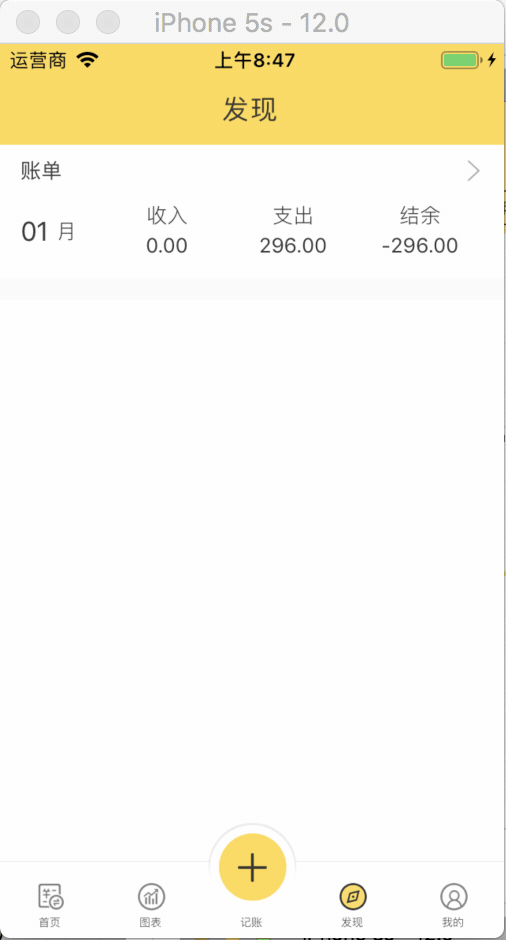 iPhone 5s - 12.0
运营商 上午8:47
发现
账单
收入 支出 结余
01 月 0.00 296.00 -296.00
首页 图表 记账 发现 我的